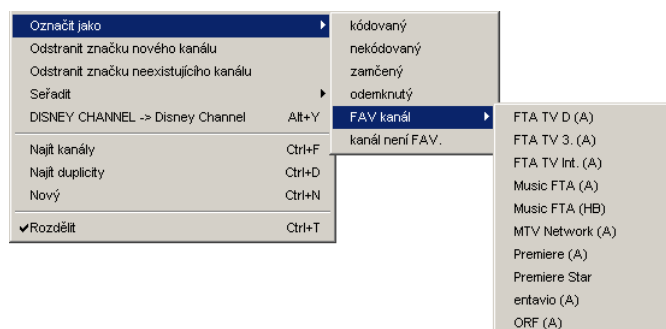 Označit jako
Odstranit značku nového kanálu
Odstranit značku neexistujícího kanálu
Seřadit
DISNEY CHANNEL -> Disney Channel Alt+Y
Najít kanály Ctrl+F
Najít duplicity Ctrl+D
Nový Ctrl+N
Rozdělit Ctrl+T
kódovaný
nekódovaný
zamčený
odemknutý
FAV kanál
kanál není FAV.
FTA TV D (A)
FTA TV 3. (A)
FTA TV Int. (A)
Music FTA (A)
Music FTA (HB)
MTV Network (A)
Premiere (A)
Premiere Star
entavio (A)
ORF (A)